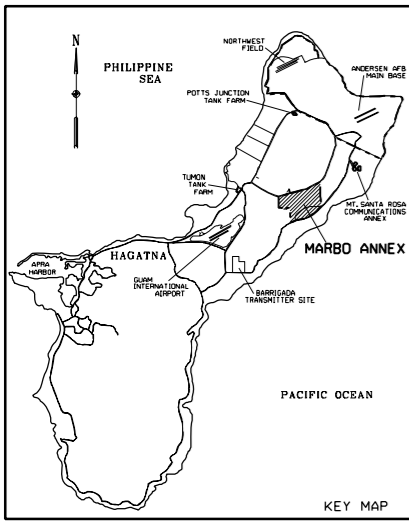 N
PHILIPPINE
SEA
NORTHWEST
FIELD
ANDERSEN AFB
MAIN BASE
POTTS JUNCTION
TANK FARM
TUMON
TANK
FARM
MT. SANTA ROSA
COMMUNICATIONS
ANNEX
MARBO ANNEX
HAGATNA
APRA
HARBOR
GUAM
INTERNATIONAL
AIRPORT
BARRIGADA
TRANSMITTER SITE
PACIFIC OCEAN
KEY MAP